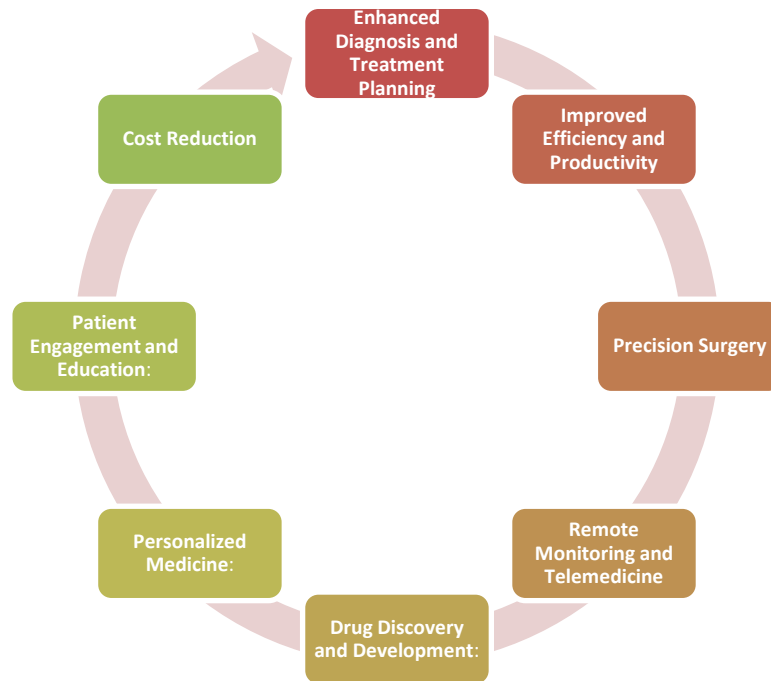 Enhanced
Diagnosis and
Treatment
Planning
Improved
Efficiency and
Productivity
Precision Surgery
Remote
Monitoring and
Telemedicine
Drug Discovery
and Development:
Personalized
Medicine:
Patient
Engagement and
Education:
Cost Reduction